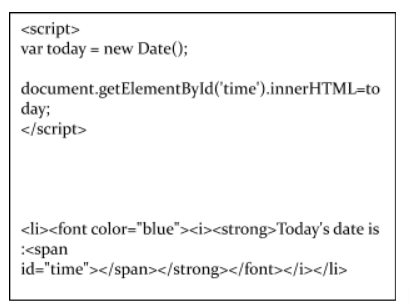 <script>
var today = new Date();
document.getElementById('time').innerHTML=to
day;
</script>
<li><font color="blue"><i><strong>Today's date is
:<span
id="time"></span></strong></font></i></li>